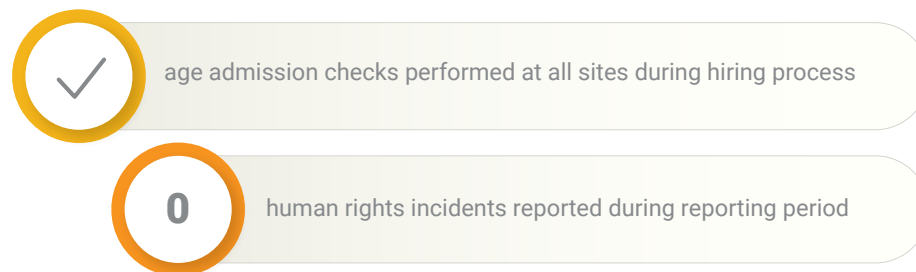 age admission checks performed at all sites during hiring process
0
human rights incidents reported during reporting period